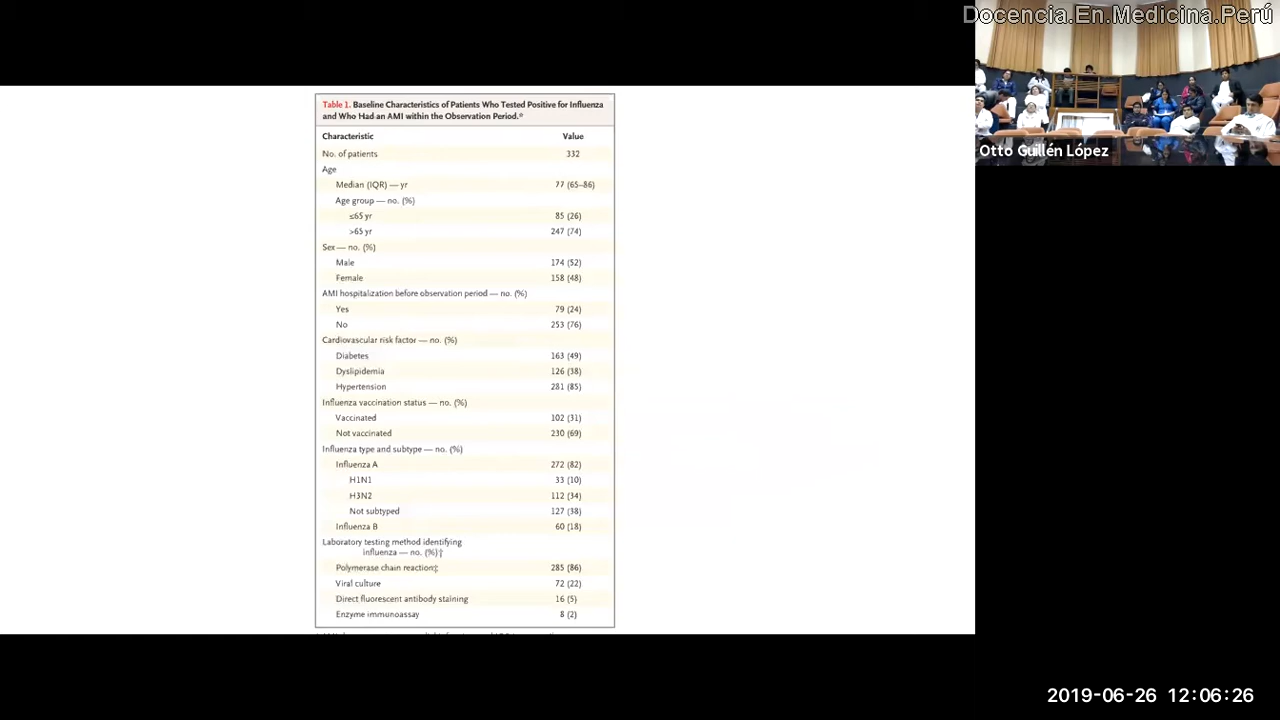 Docencia.En.Medicina.Perú
Otto Guillén López
Table 1. Baseline Characteristics of Patients Who Tested Positive for Influenza
and Who Had an AMI within the Observation Period.*
Characteristic Value
No. of patients 332
Age
Median (IQR) — yr 77 (65–86)
Age group — no. (%)
≤65 yr 85 (26)
>65 yr 247 (74)
Sex — no. (%)
Male 174 (52)
Female 158 (48)
AMI hospitalization before observation period — no. (%)
Yes 79 (24)
No 253 (76)
Cardiovascular risk factor — no. (%)
Diabetes 163 (49)
Dyslipidemia 126 (38)
Hypertension 281 (85)
Influenza vaccination status — no. (%)
Vaccinated 102 (31)
Not vaccinated 230 (69)
Influenza type and subtype — no. (%)
Influenza A 272 (82)
H1N1 33 (10)
H3N2 112 (34)
Not subtyped 127 (38)
Influenza B 60 (18)
Laboratory testing method identifying
influenza — no. (%)†
Polymerase chain reaction‡ 285 (86)
Viral culture 72 (22)
Direct fluorescent antibody staining 16 (5)
Enzyme immunoassay 8 (2)
2019-06-26 12:06:26